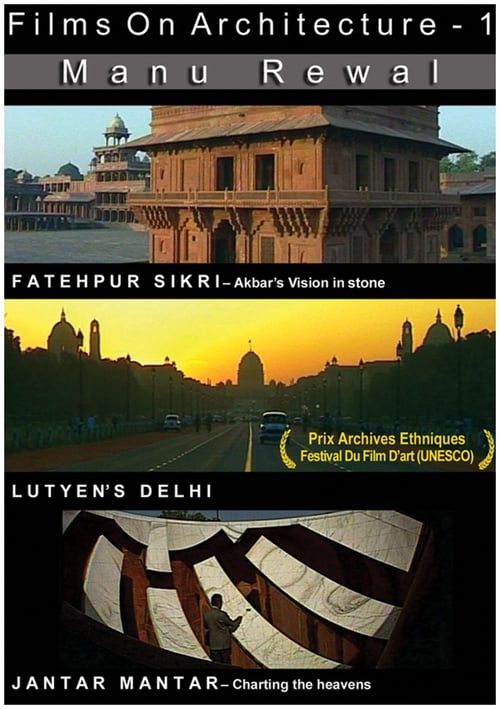 Films On Architecture - 1
Manu Rewal
FATEHPUR SIKRI – Akbar's Vision in stone
Prix Archives Ethniques
Festival Du Film D'art (UNESCO)
LUTYEN'S DELHI
JANTAR MANTAR – Charting the heavens